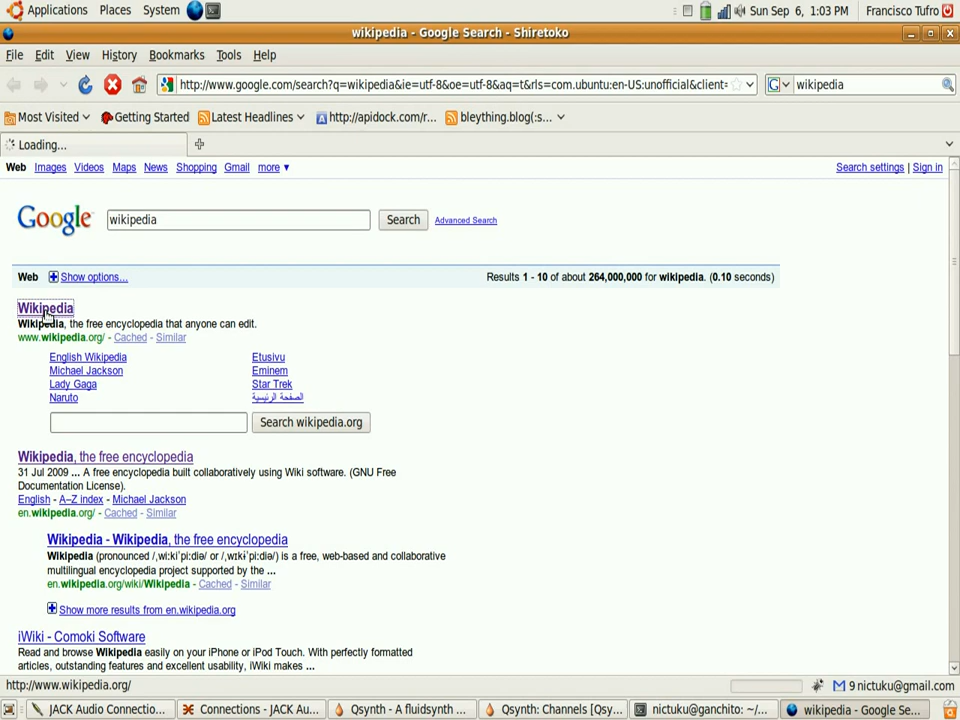 Applications Places System Sun Sep 6, 1:03 PM Francisco Tufro
wikipedia - Google Search - Shiretoko
File Edit View History Bookmarks Tools Help
http://www.google.com/search?q=wikipedia&ie=utf-8&oe=utf-8&aq=t&rls=com.ubuntu:en-US:unofficial&client= wikipedia
Most Visited Getting Started Latest Headlines http://apidock.com/r... bleything.blog(:s...
Loading...
Web Images Videos Maps News Shopping Gmail more ▼ Search settings | Sign in
Google wikipedia Search Advanced Search
Web Show options... Results 1 - 10 of about 264,000,000 for wikipedia. (0.10 seconds)
Wikipedia
Wikipedia, the free encyclopedia that anyone can edit.
www.wikipedia.org/ - Cached - Similar
English Wikipedia Etusivu
Michael Jackson Eminem
Lady Gaga Star Trek
Naruto الصفحة الرئيسية
Search wikipedia.org
Wikipedia, the free encyclopedia
31 Jul 2009 ... A free encyclopedia built collaboratively using Wiki software. (GNU Free
Documentation License).
English - A–Z index - Michael Jackson
en.wikipedia.org/ - Cached - Similar
Wikipedia - Wikipedia, the free encyclopedia
Wikipedia (pronounced /ˌwiːkiˈpiːdiə/ or /ˌwɪkɨˈpiːdiə/) is a free, web-based and collaborative
multilingual encyclopedia project supported by the ...
en.wikipedia.org/wiki/Wikipedia - Cached - Similar
Show more results from en.wikipedia.org
iWiki - Comoki Software
Read and browse Wikipedia easily on your iPhone or iPod Touch. With perfectly formatted
articles, outstanding features and excellent usability, iWiki makes ...
http://www.wikipedia.org/ 9 nictuku@gmail.com
JACK Audio Connectio... Connections - JACK Au... Qsynth - A fluidsynth ... Qsynth: Channels [Qsy... nictuku@ganchito: ~/... wikipedia - Google Se...